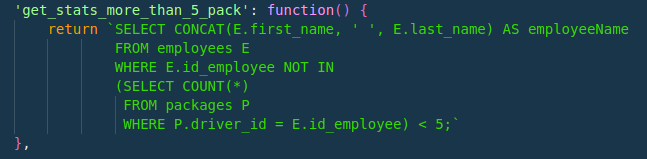 'get_stats_more_than_5_pack': function() {
return `SELECT CONCAT(E.first_name, ' ', E.last_name) AS employeeName
FROM employees E
WHERE E.id_employee NOT IN
(SELECT COUNT(*)
FROM packages P
WHERE P.driver_id = E.id_employee) < 5;`
},